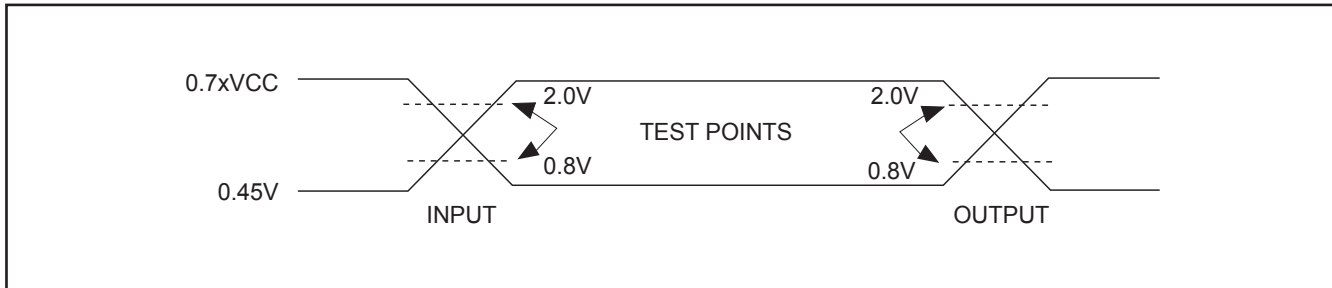 0.7xVCC
2.0V
2.0V
TEST POINTS
0.8V
0.8V
0.45V
INPUT
OUTPUT